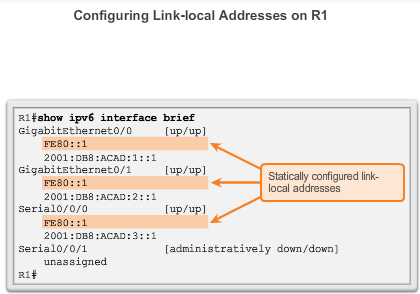 Configuring Link-local Addresses on R1
R1#show ipv6 interface brief
GigabitEthernet0/0 [up/up]
FE80::1
2001:DB8:ACAD:1::1
GigabitEthernet0/1 [up/up]
FE80::1
2001:DB8:ACAD:2::1
Serial0/0/0 [up/up]
FE80::1
2001:DB8:ACAD:3::1
Serial0/0/1 [administratively down/down]
unassigned
R1#
Statically configured link-
local addresses